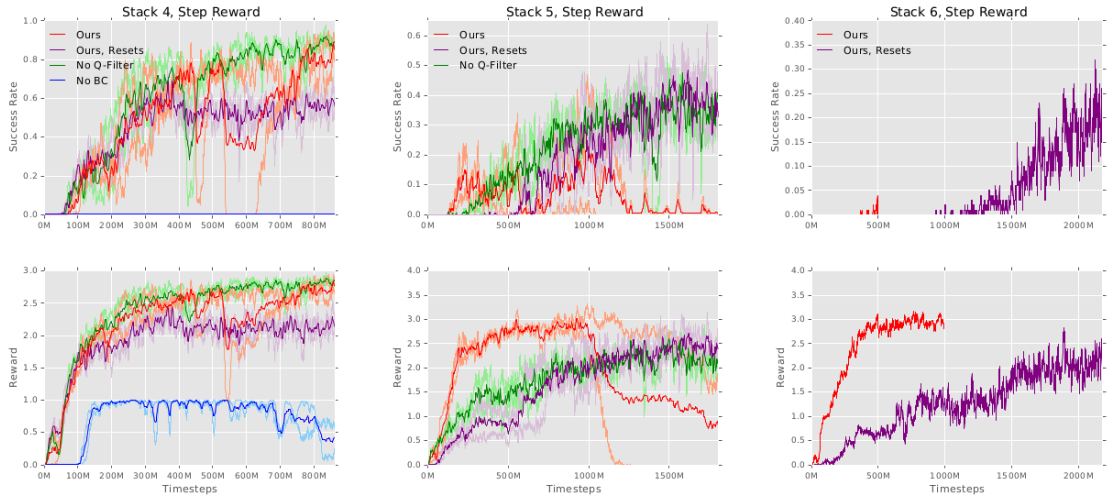 Stack 4, Step Reward
Stack 5, Step Reward
Stack 6, Step Reward
Ours
Ours, Resets
No Q-Filter
No BC
Ours
Ours, Resets
No Q-Filter
Ours
Ours, Resets
Success Rate
1.0
0.8
0.6
0.4
0.2
0.0
0M 100M 200M 300M 400M 500M 600M 700M 800M
Success Rate
0.6
0.5
0.4
0.3
0.2
0.1
0.0
0M 500M 1000M 1500M
Success Rate
0.40
0.35
0.30
0.25
0.20
0.15
0.10
0.05
0.00
0M 500M 1000M 1500M 2000M
Reward
3.0
2.5
2.0
1.5
1.0
0.5
0.0
0M 100M 200M 300M 400M 500M 600M 700M 800M
Timesteps
Reward
4.0
3.5
3.0
2.5
2.0
1.5
1.0
0.5
0.0
0M 500M 1000M 1500M
Timesteps
Reward
4.0
3.5
3.0
2.5
2.0
1.5
1.0
0.5
0.0
0M 500M 1000M 1500M 2000M
Timesteps